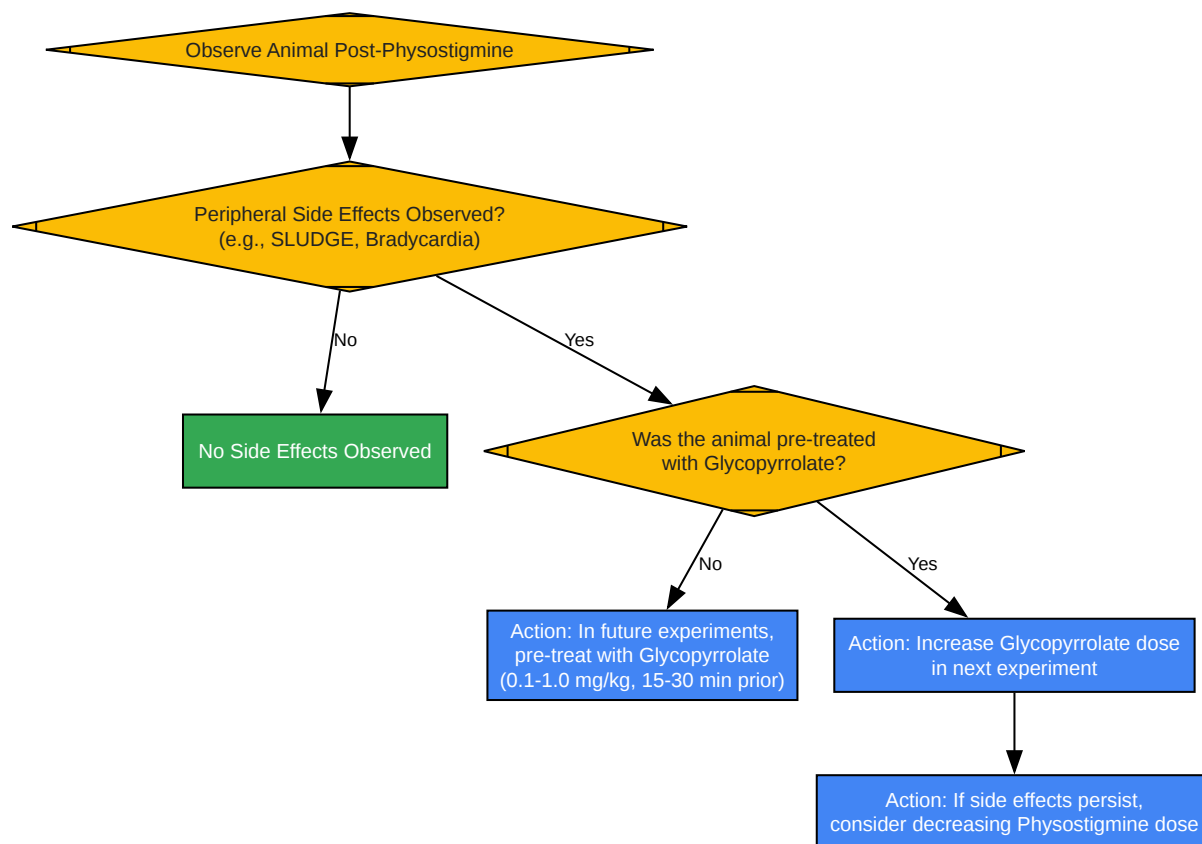 Observe Animal Post-Physostigmine
Peripheral Side Effects Observed?
(e.g., SLUDGE, Bradycardia)
No
Yes
No Side Effects Observed
Was the animal pre-treated
with Glycopyrrolate?
No
Yes
Action: In future experiments,
pre-treat with Glycopyrrolate
(0.1-1.0 mg/kg, 15-30 min prior)
Action: Increase Glycopyrrolate dose
in next experiment
Action: If side effects persist,
consider decreasing Physostigmine dose